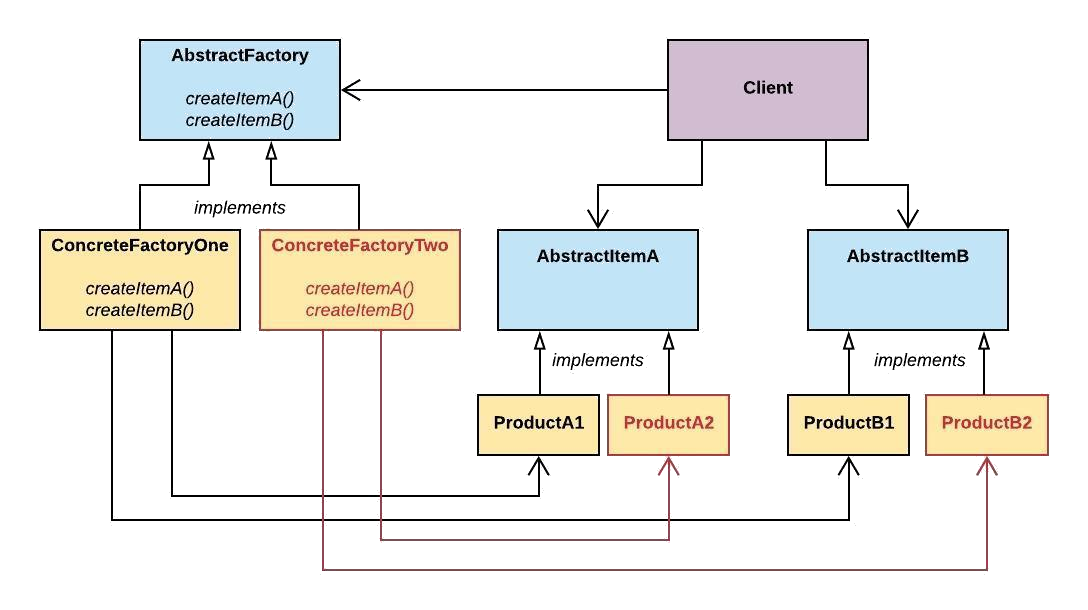 AbstractFactory
createItemA()
createItemB()
Client
implements
ConcreteFactoryOne
createItemA()
createItemB()
ConcreteFactoryTwo
createItemA()
createItemB()
AbstractItemA
AbstractItemB
implements
implements
ProductA1
ProductA2
ProductB1
ProductB2